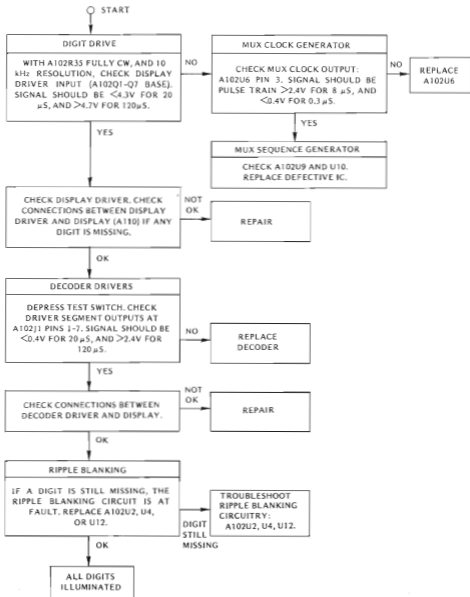 START
DIGIT DRIVE
WITH A102R35 FULLY CW, AND 10
kHz RESOLUTION, CHECK DISPLAY
DRIVER INPUT (A102Q1-Q7 BASE).
SIGNAL SHOULD BE <4.3V FOR 20
µS, AND >4.7V FOR 120µS.
NO
MUX CLOCK GENERATOR
CHECK MUX CLOCK OUTPUT:
A102U6 PIN 3. SIGNAL SHOULD BE
PULSE TRAIN >2.4V FOR 8 µS, AND
<0.4V FOR 0.3 µS.
NO
REPLACE
A102U6
YES
YES
MUX SEQUENCE GENERATOR
CHECK A102U9 AND U10.
REPLACE DEFECTIVE IC.
CHECK DISPLAY DRIVER. CHECK
CONNECTIONS BETWEEN DISPLAY
DRIVER AND DISPLAY (A110) IF ANY
DIGIT IS MISSING.
NOT
OK
REPAIR
OK
DECODER DRIVERS
DEPRESS TEST SWITCH. CHECK
DRIVER SEGMENT OUTPUTS AT
A102J1 PINS 1-7. SIGNAL SHOULD BE
<0.4V FOR 20µS, AND >2.4V FOR
120µS.
NO
REPLACE
DECODER
YES
CHECK CONNECTIONS BETWEEN
DECODER DRIVER AND DISPLAY.
NOT
OK
REPAIR
OK
RIPPLE BLANKING
IF A DIGIT IS STILL MISSING, THE
RIPPLE BLANKING CIRCUIT IS AT
FAULT. REPLACE A102U2, U4,
OR U12.
DIGIT
STILL
MISSING
TROUBLESHOOT
RIPPLE BLANKING
CIRCUITRY:
A102U2, U4, U12.
OK
ALL DIGITS
ILLUMINATED